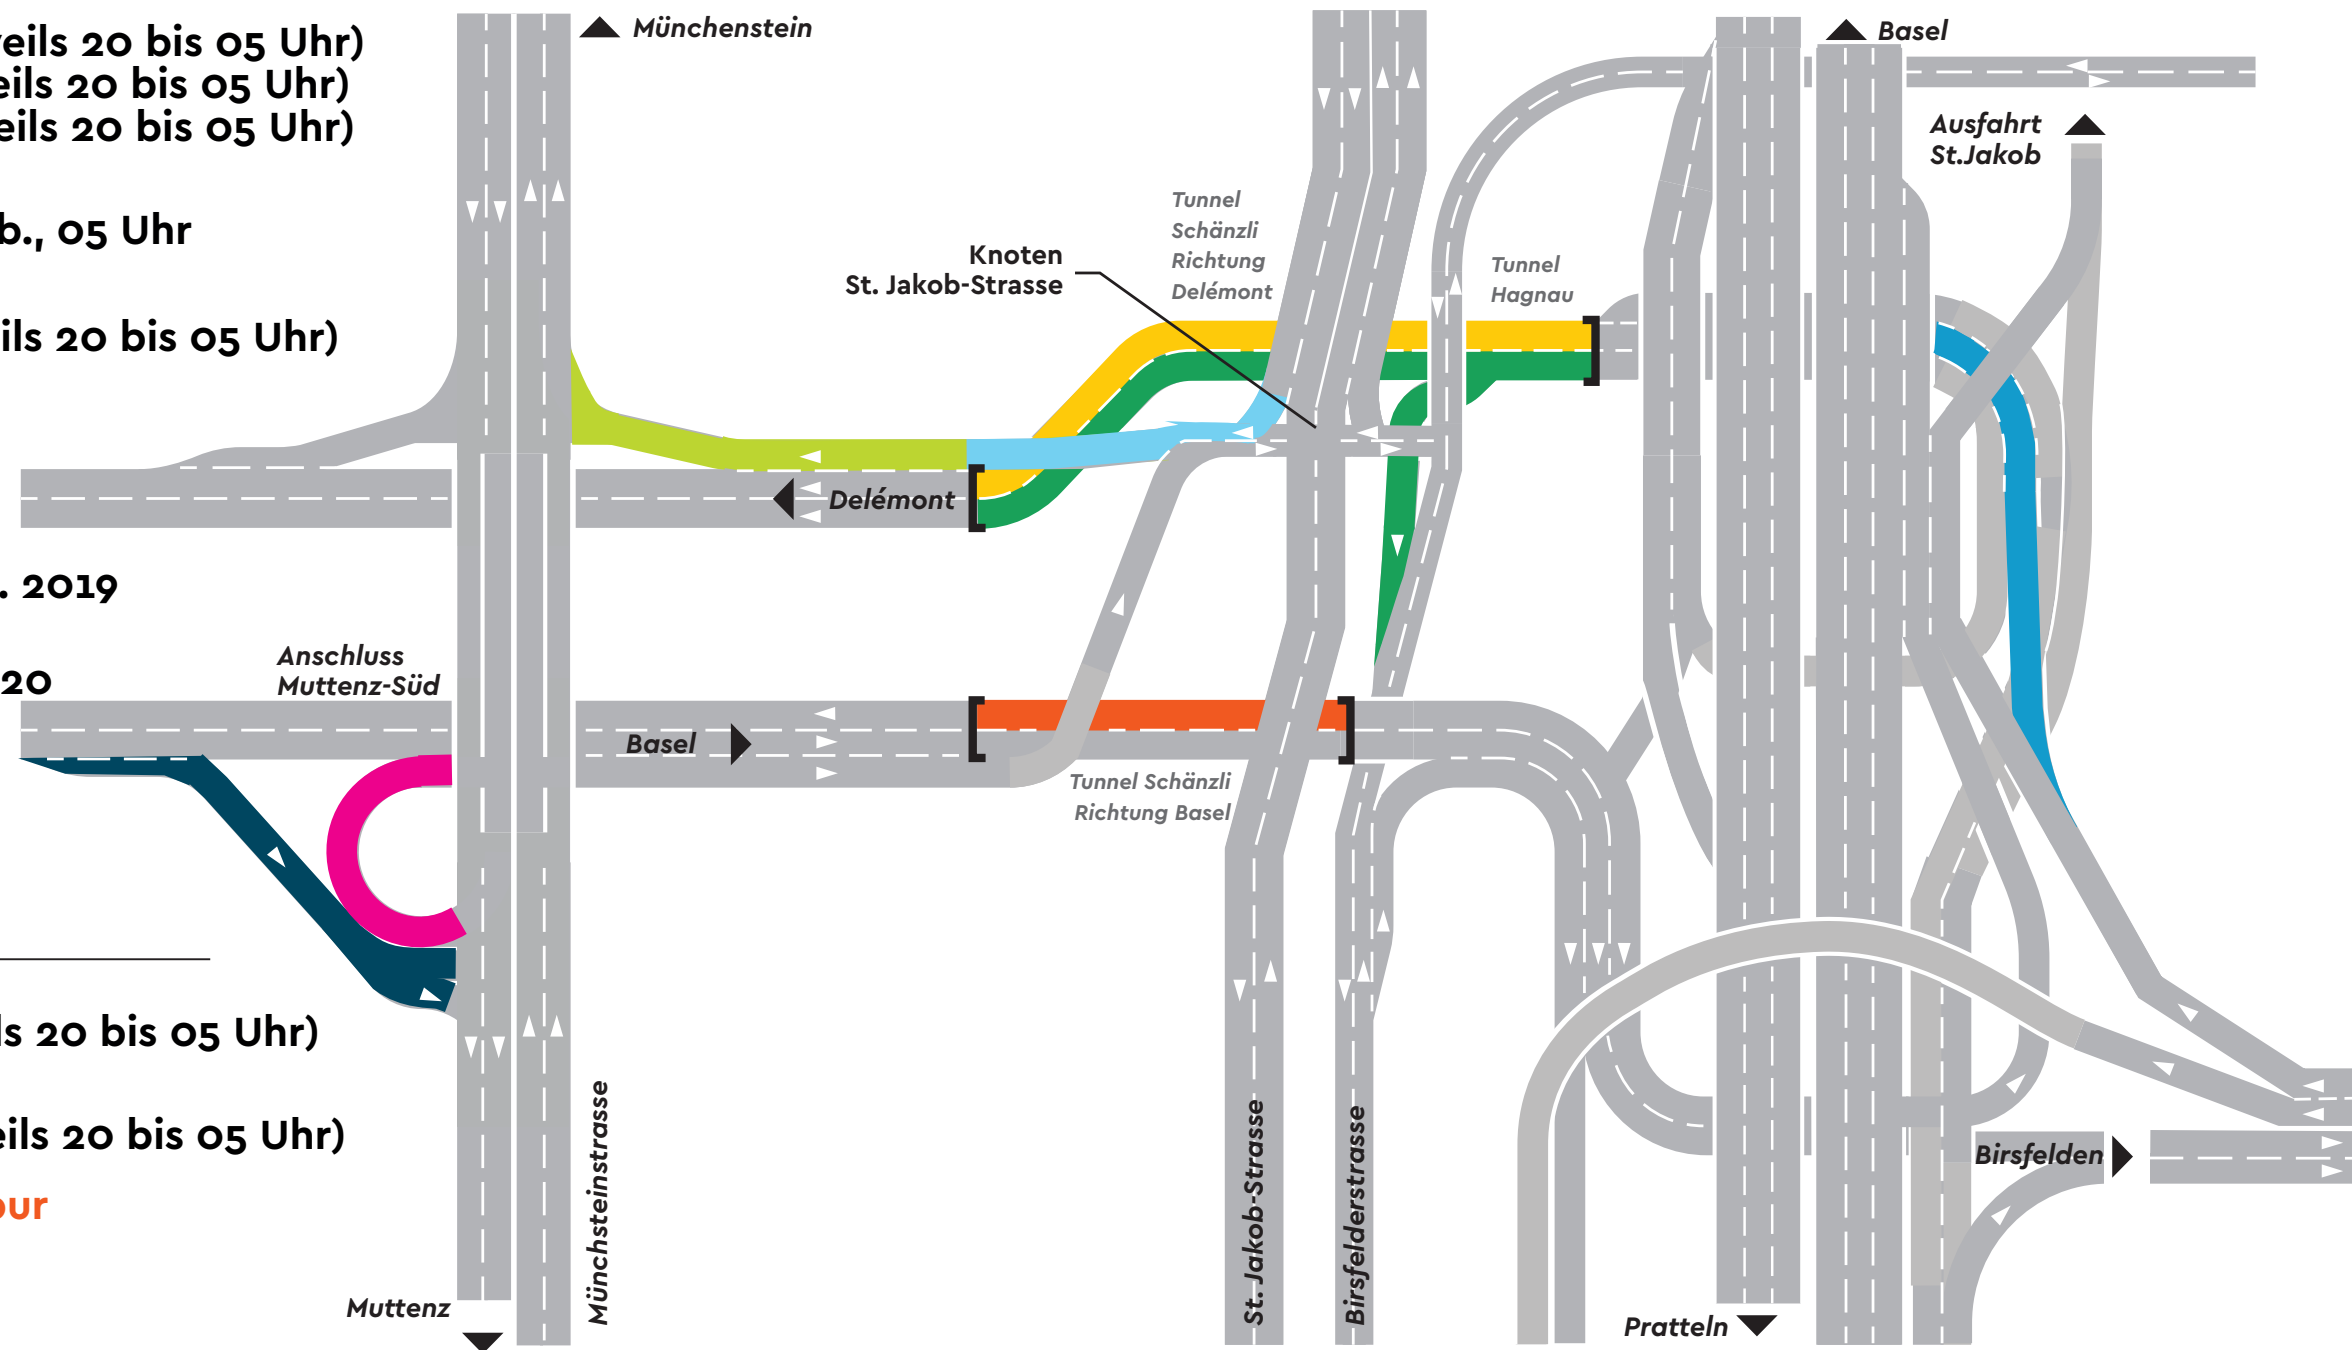 eils 20 bis 05 Uhr)
eils 20 bis 05 Uhr)
eils 20 bis 05 Uhr)
b., 05 Uhr
ils 20 bis 05 Uhr)
. 2019
20
ls 20 bis 05 Uhr)
eils 20 bis 05 Uhr)
our
Münchenstein
Basel
Ausfahrt
St.Jakob
Tunnel
Schänzli
Richtung
Delémont
Knoten
St. Jakob-Strasse
Tunnel
Hagnau
Delémont
Anschluss
Muttenz-Süd
Basel
Tunnel Schänzli
Richtung Basel
Münchsteinstrasse
St. Jakob-Strasse
Birsfelderstrasse
Birsfelden
Muttenz
Pratteln